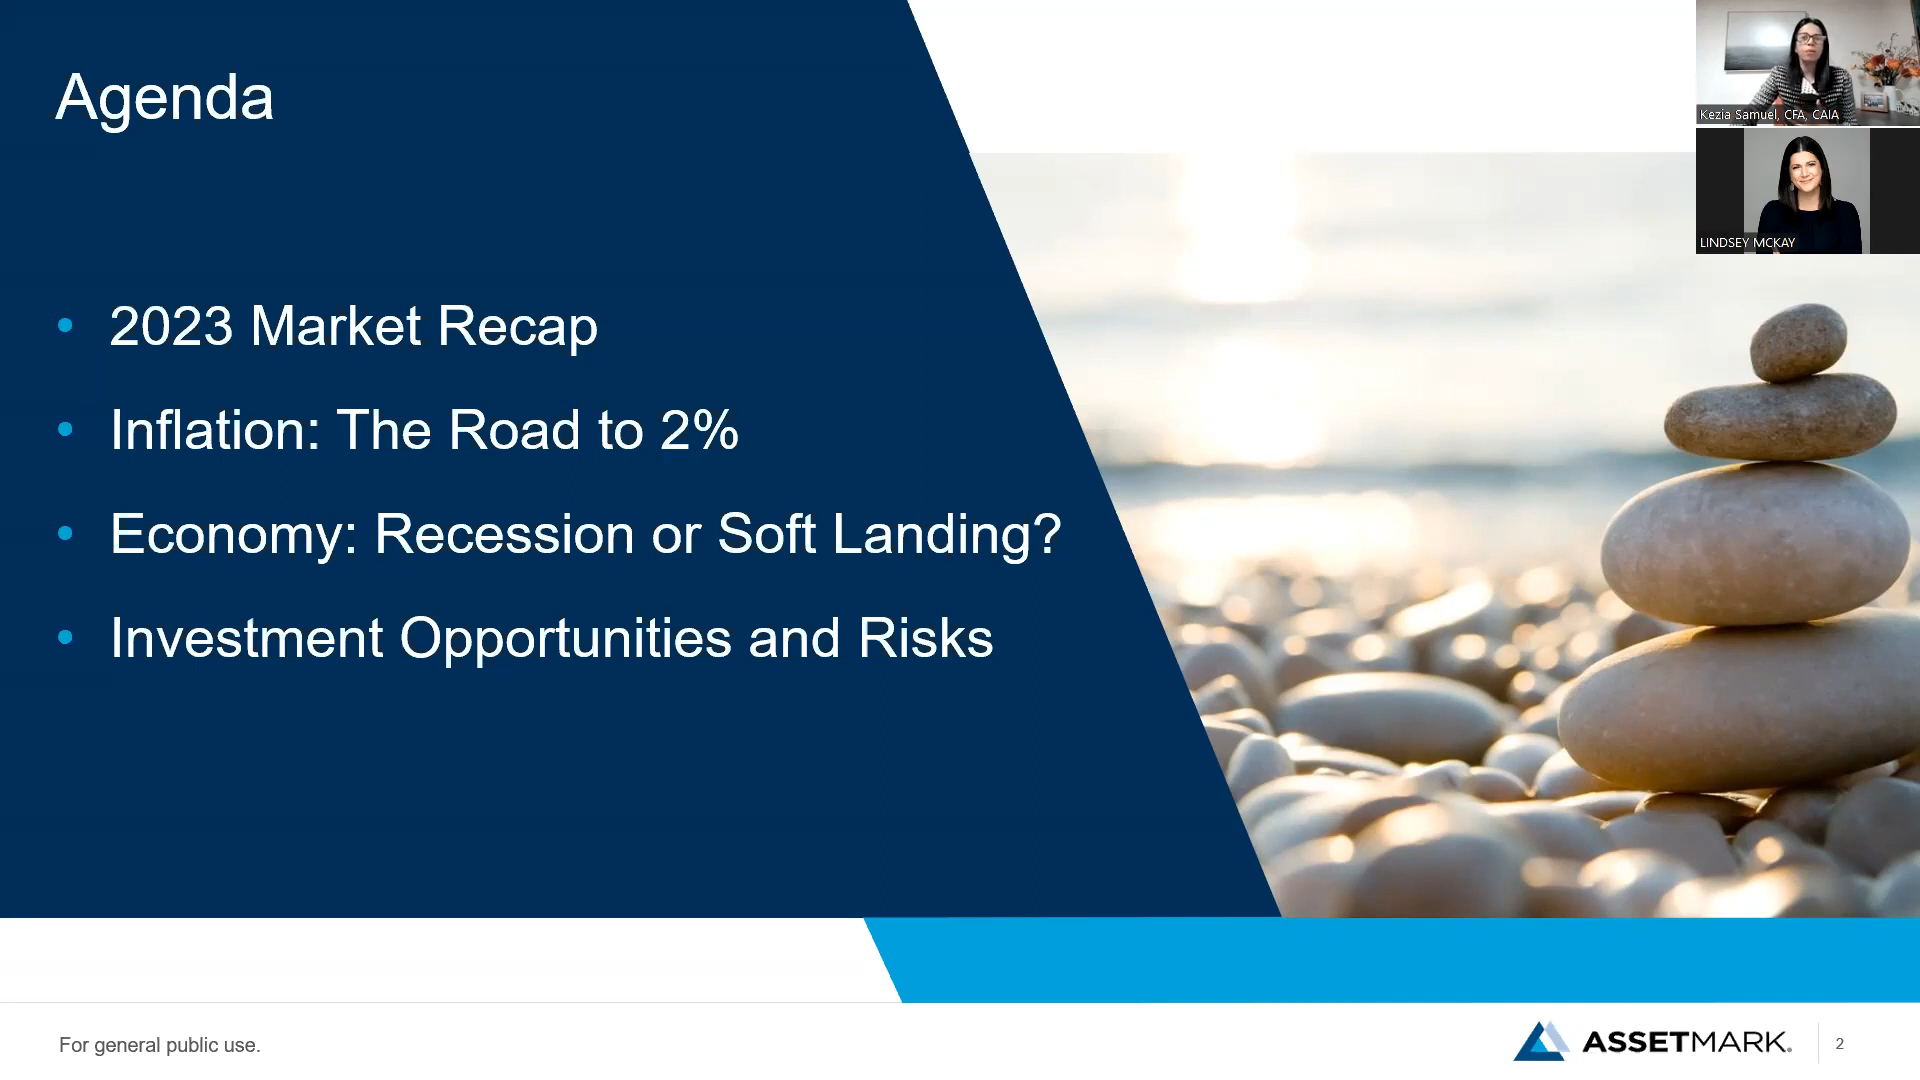 Agenda
• 2023 Market Recap
• Inflation: The Road to 2%
• Economy: Recession or Soft Landing?
• Investment Opportunities and Risks
Kezia Samuel, CFA, CAIA
LINDSEY MCKAY
For general public use.
ASSETMARK.
2